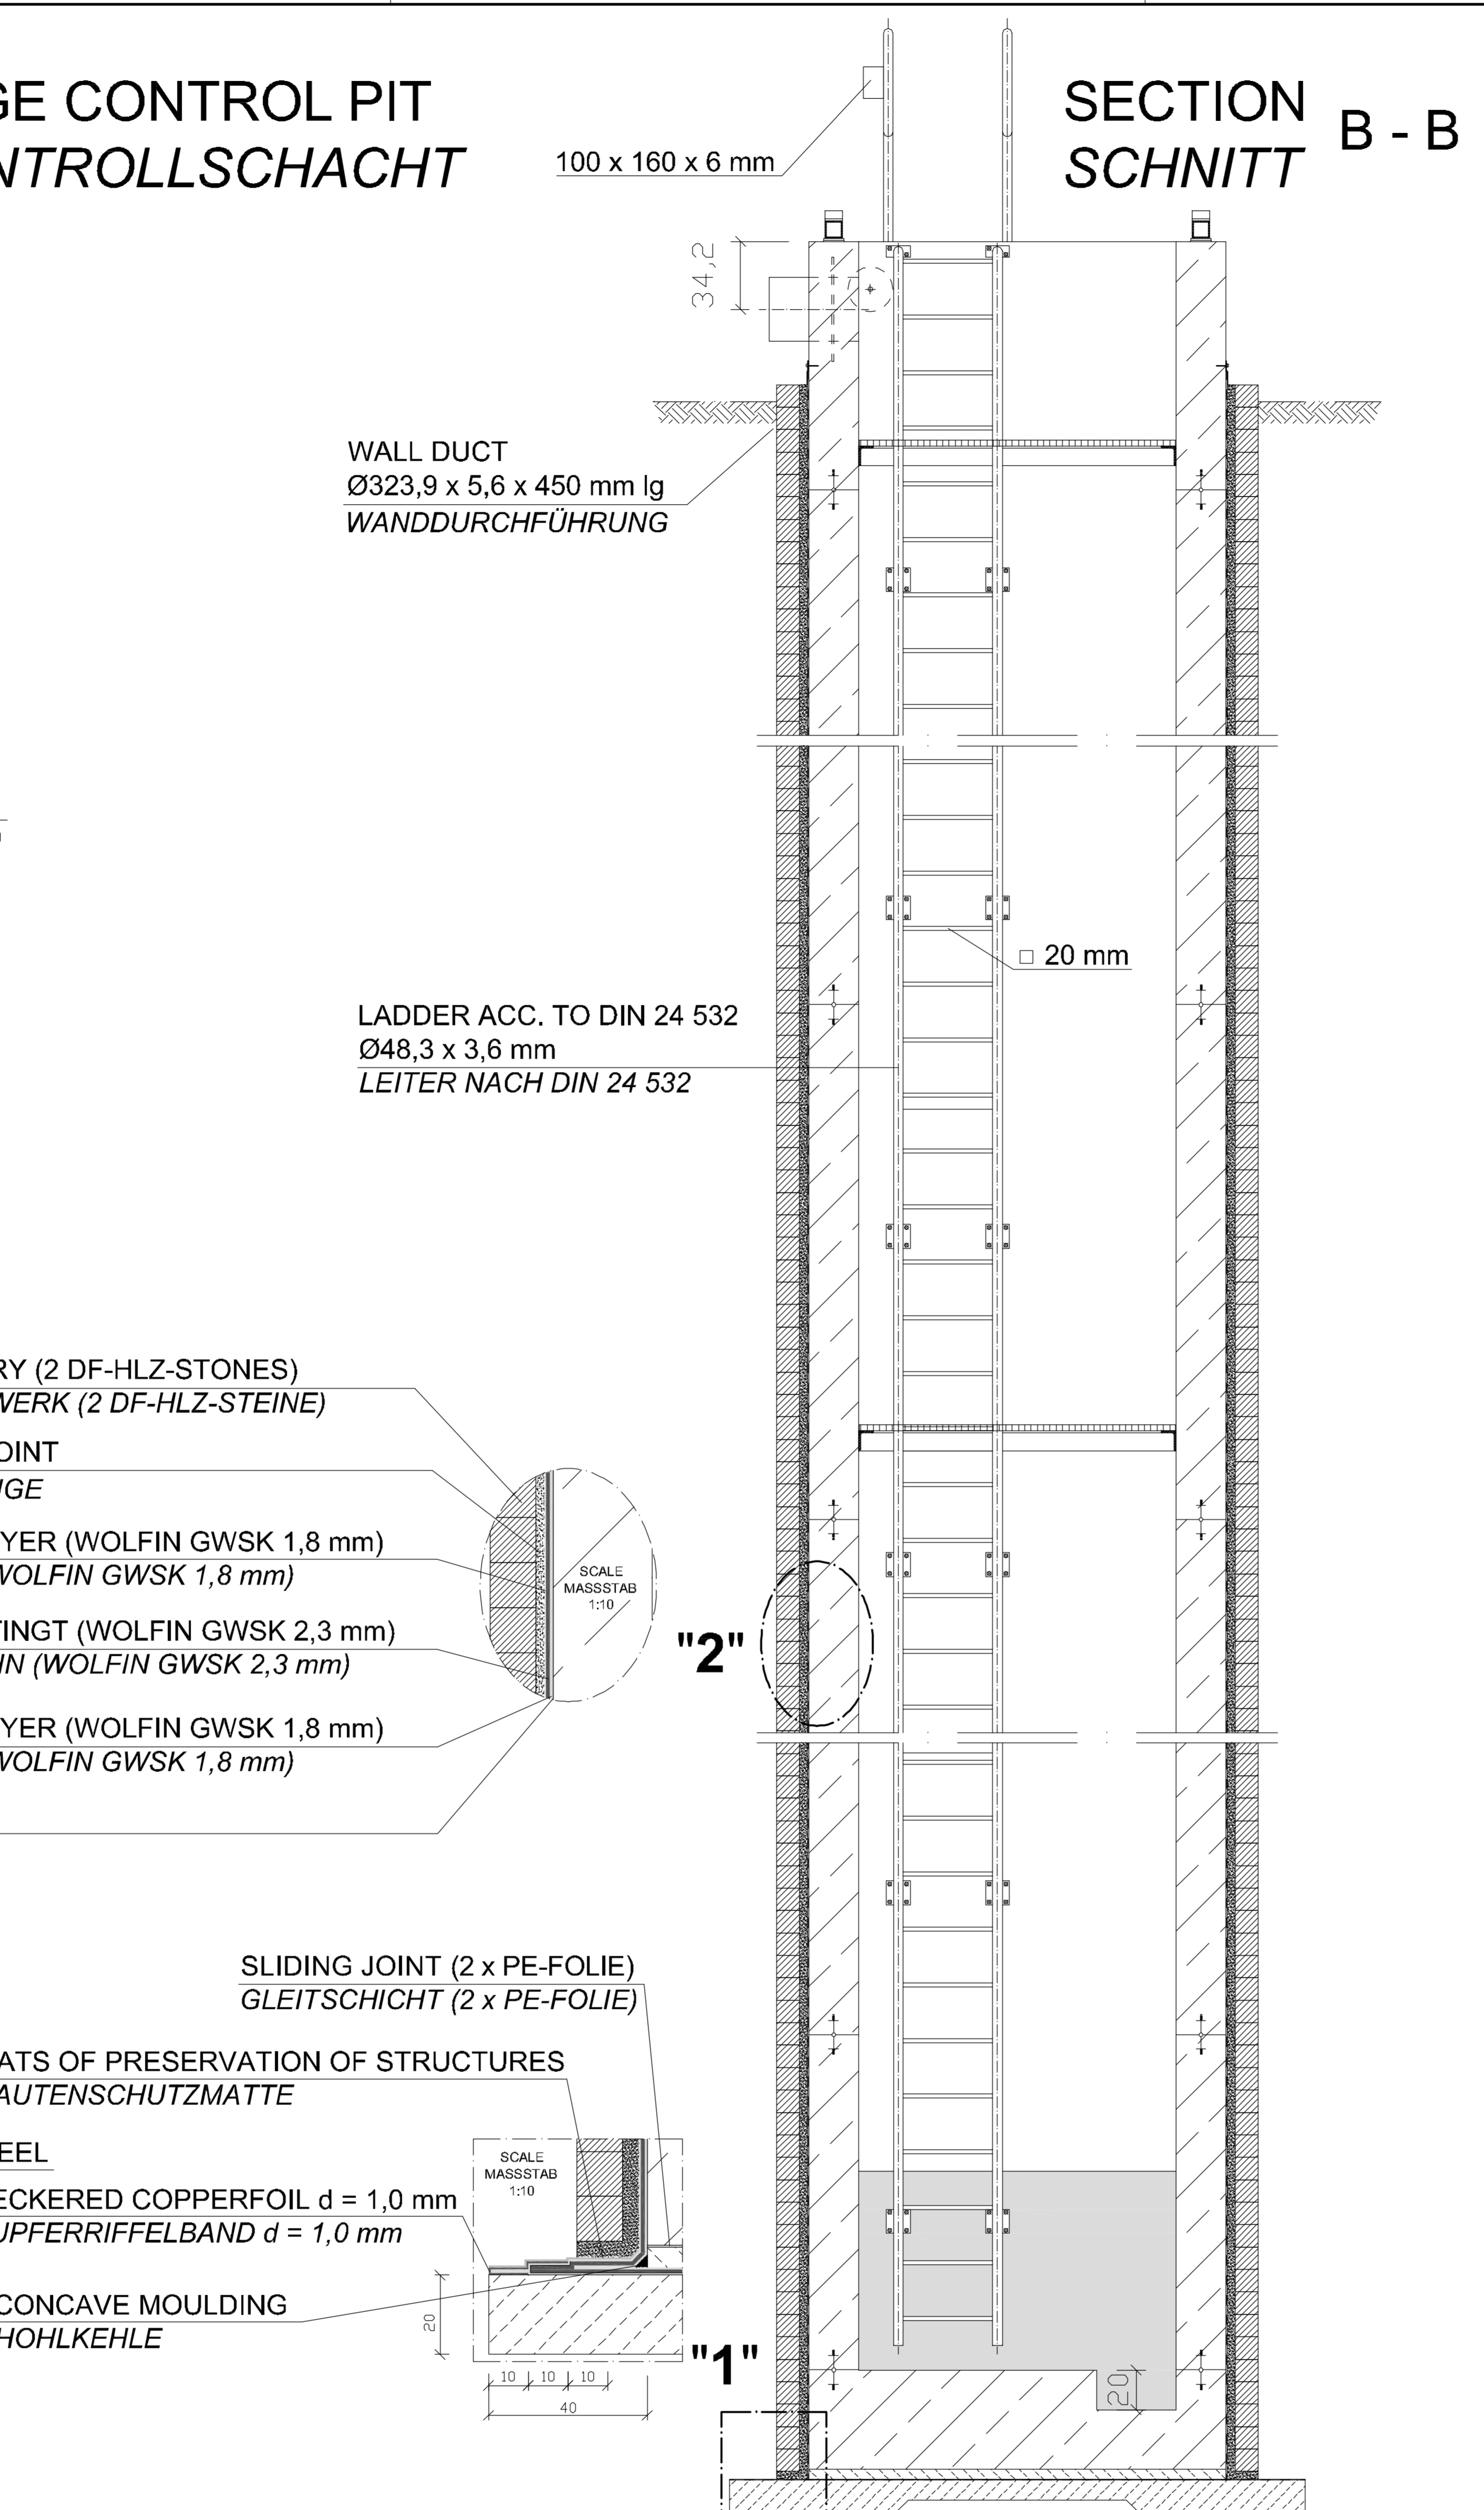 GE CONTROL PIT
NTROLLSCHACHT
SECTION
SCHNITT
B - B
100 x 160 x 6 mm
34,2
WALL DUCT
Ø323,9 x 5,6 x 450 mm lg
WANDDURCHFÜHRUNG
□ 20 mm
LADDER ACC. TO DIN 24 532
Ø48,3 x 3,6 mm
LEITER NACH DIN 24 532
RY (2 DF-HLZ-STONES)
WERK (2 DF-HLZ-STEINE)
OINT
UGE
YER (WOLFIN GWSK 1,8 mm)
WOLFIN GWSK 1,8 mm)
TINGT (WOLFIN GWSK 2,3 mm)
IN (WOLFIN GWSK 2,3 mm)
YER (WOLFIN GWSK 1,8 mm)
WOLFIN GWSK 1,8 mm)
SCALE
MASSSTAB
1:10
"2"
SLIDING JOINT (2 x PE-FOLIE)
GLEITSCHICHT (2 x PE-FOLIE)
ATS OF PRESERVATION OF STRUCTURES
AUTENSCHUTZMATTE
EEL
ECKERED COPPERFOIL d = 1,0 mm
UPFERRIFFELBAND d = 1,0 mm
CONCAVE MOULDING
HOHLKEHLE
SCALE
MASSSTAB
1:10
20
10 10 10
40
"1"
20